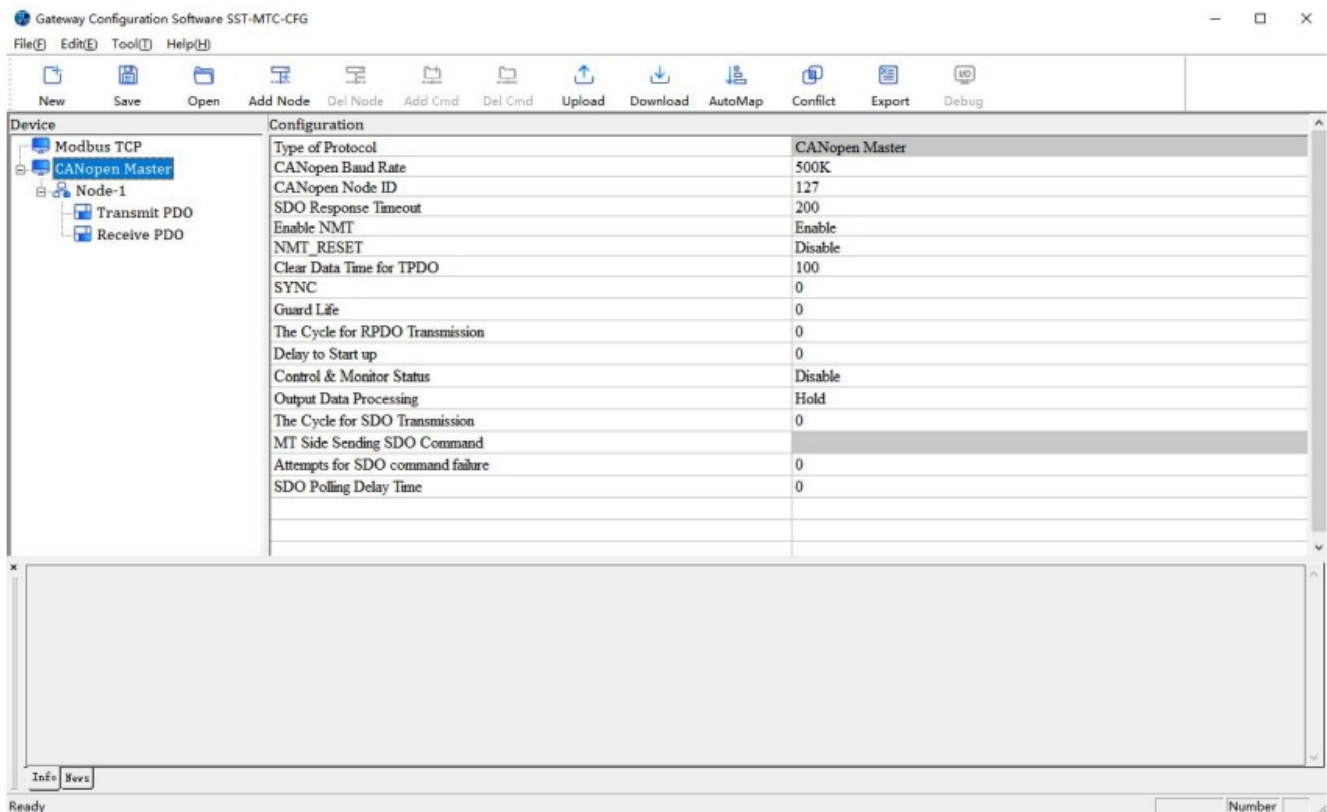 Gateway Configuration Software SST-MTC-CFG
File(F) Edit(E) Tool(T) Help(H)
New Save Open Add Node Del Node Add Cmd Del Cmd Upload Download AutoMap Confilct Export Debug
Device Configuration
Modbus TCP
CANopen Master
Node-1
Transmit PDO
Receive PDO
Type of Protocol CANopen Master
CANopen Baud Rate 500K
CANopen Node ID 127
SDO Response Timeout 200
Enable NMT Enable
NMT_RESET Disable
Clear Data Time for TPDO 100
SYNC 0
Guard Life 0
The Cycle for RPDO Transmission 0
Delay to Start up 0
Control & Monitor Status Disable
Output Data Processing Hold
The Cycle for SDO Transmission 0
MT Side Sending SDO Command
Attempts for SDO command failure 0
SDO Polling Delay Time 0
Info News
Ready Number